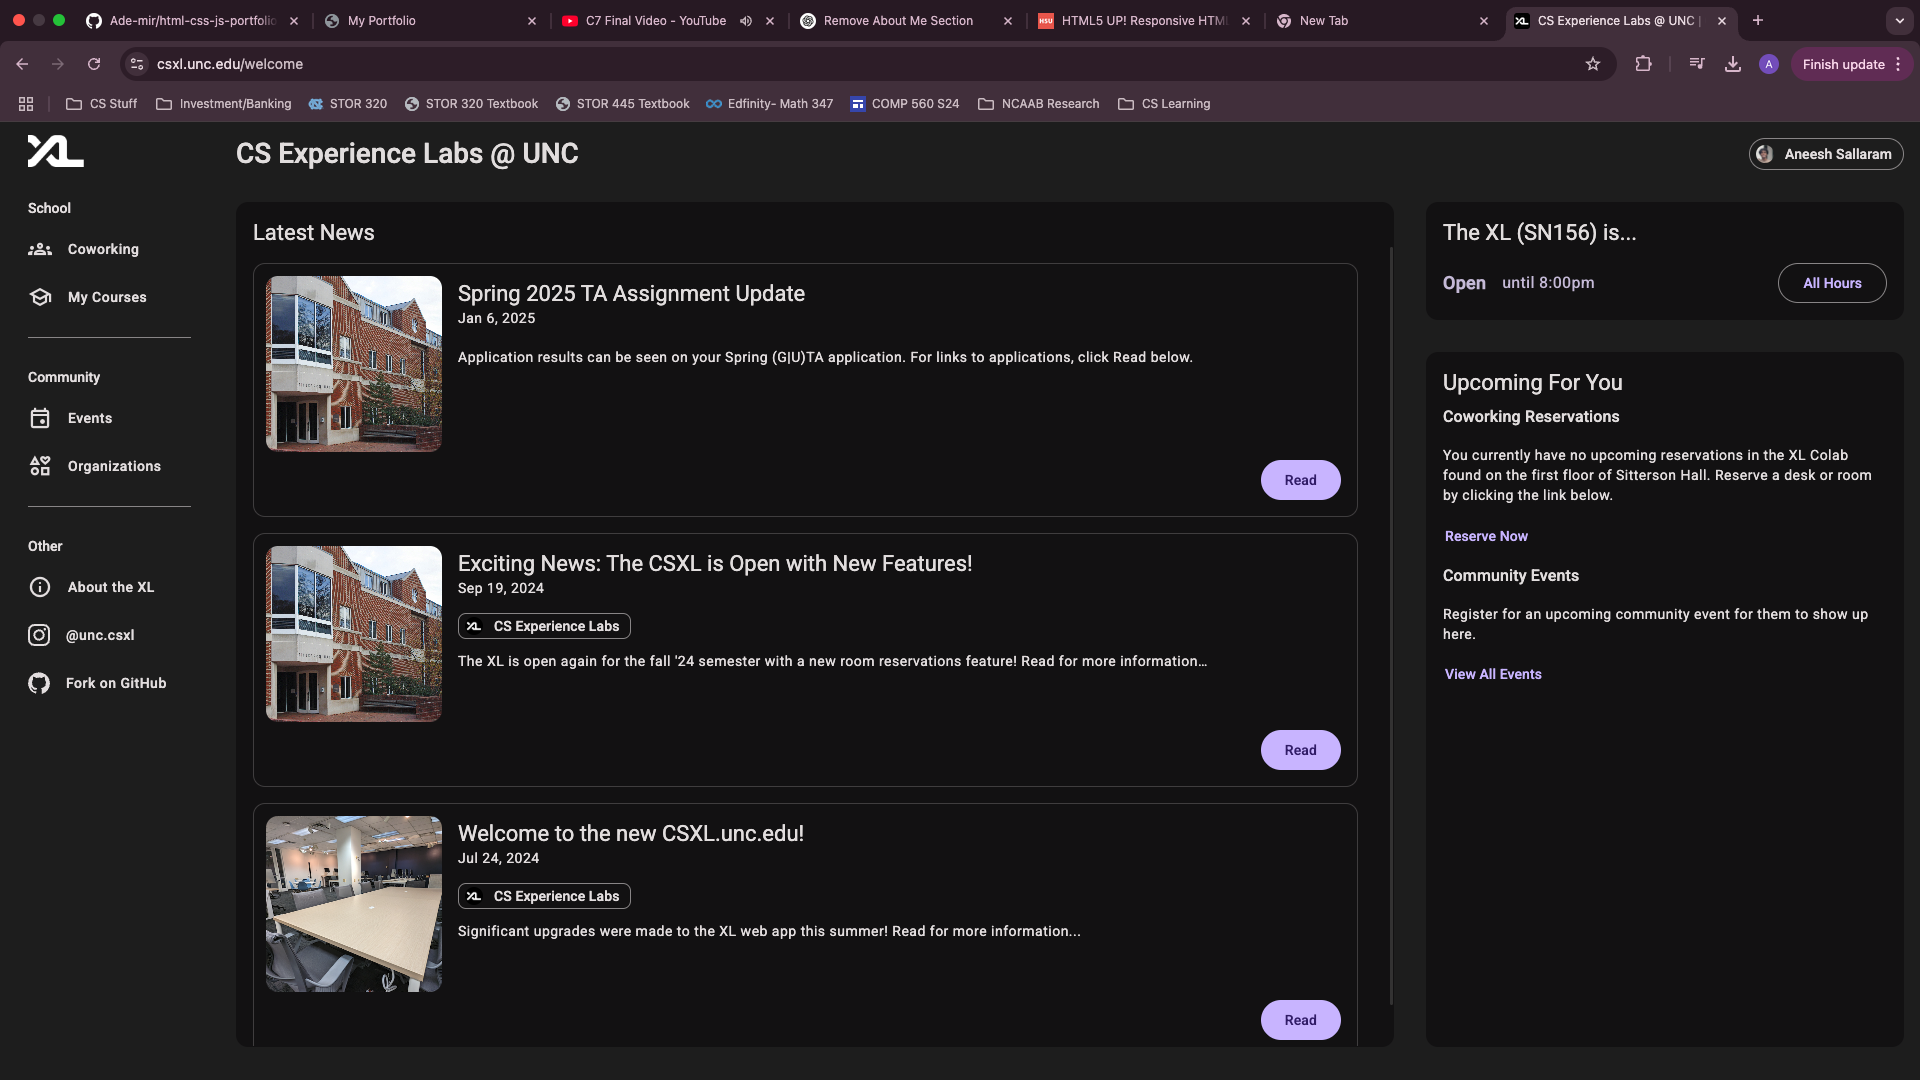 Ade-mir/html-css-js-portfolio
My Portfolio
C7 Final Video - YouTube
Remove About Me Section
HTML5 UP! Responsive HTML
New Tab
CS Experience Labs @ UNC |
csxl.unc.edu/welcome
A
Finish update
CS Stuff
Investment/Banking
STOR 320
STOR 320 Textbook
STOR 445 Textbook
Edfinity- Math 347
COMP 560 S24
NCAAB Research
CS Learning
XL
CS Experience Labs @ UNC
Aneesh Sallaram
School
Coworking
My Courses
Community
Events
Organizations
Other
About the XL
@unc.csxl
Fork on GitHub
Latest News
Spring 2025 TA Assignment Update
Jan 6, 2025
Application results can be seen on your Spring (G|U)TA application. For links to applications, click Read below.
Read
Exciting News: The CSXL is Open with New Features!
Sep 19, 2024
XL CS Experience Labs
The XL is open again for the fall '24 semester with a new room reservations feature! Read for more information…
Read
Welcome to the new CSXL.unc.edu!
Jul 24, 2024
XL CS Experience Labs
Significant upgrades were made to the XL web app this summer! Read for more information...
Read
The XL (SN156) is...
Open until 8:00pm
All Hours
Upcoming For You
Coworking Reservations
You currently have no upcoming reservations in the XL Colab
found on the first floor of Sitterson Hall. Reserve a desk or room
by clicking the link below.
Reserve Now
Community Events
Register for an upcoming community event for them to show up
here.
View All Events